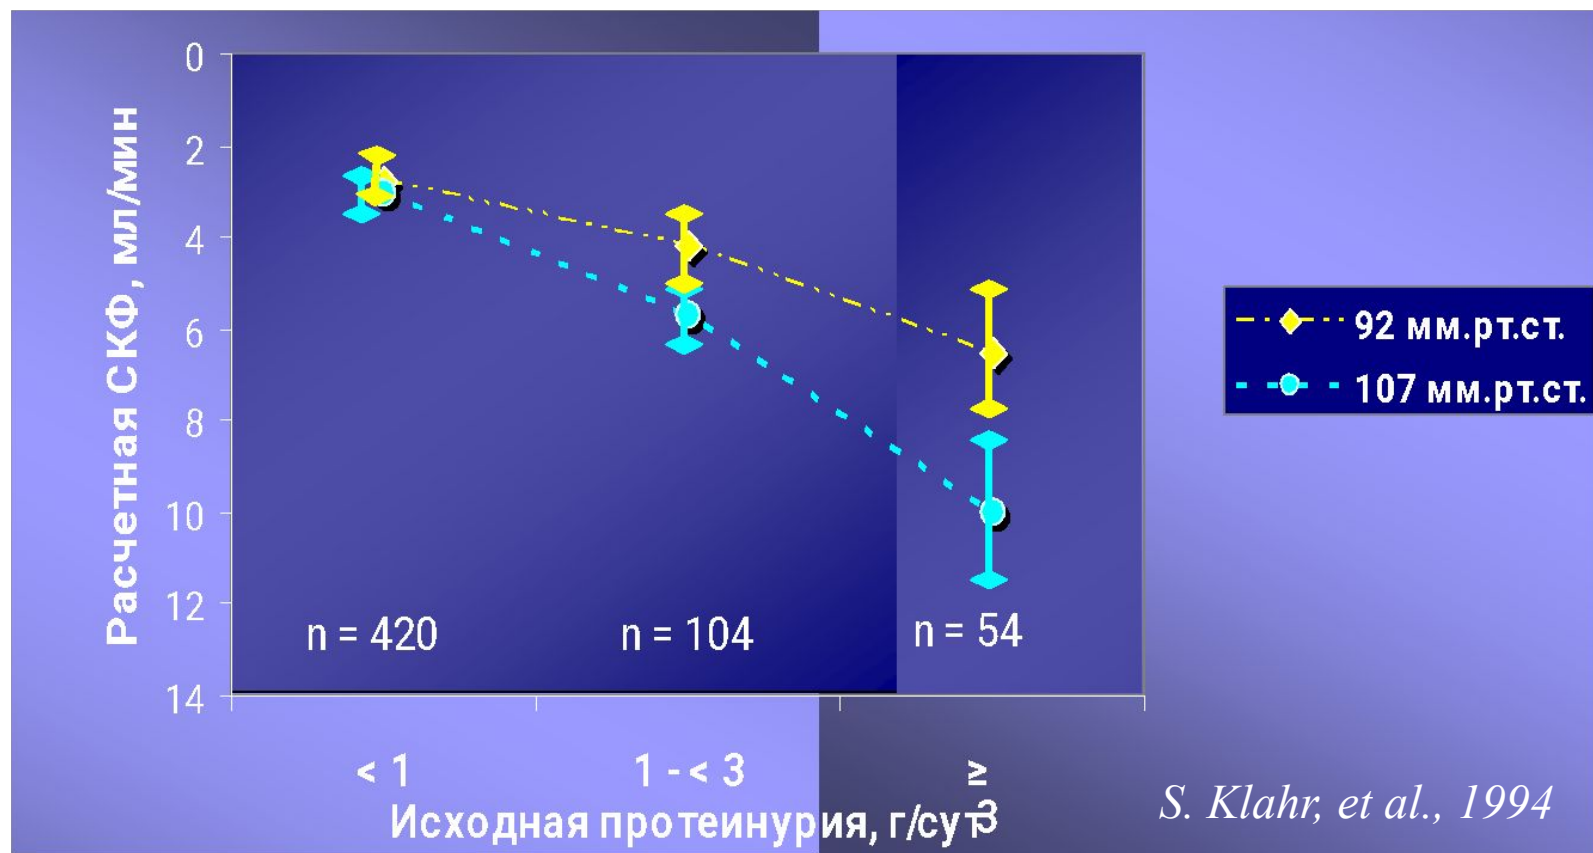 0
2
4
6
8
10
12
14
Расчетная СКФ, мл/мин
n = 420
n = 104
n = 54
92 мм.рт.ст.
107 мм.рт.ст.
< 1
1 - < 3
≥
3
Исходная протеинурия, г/сут
S. Klahr, et al., 1994